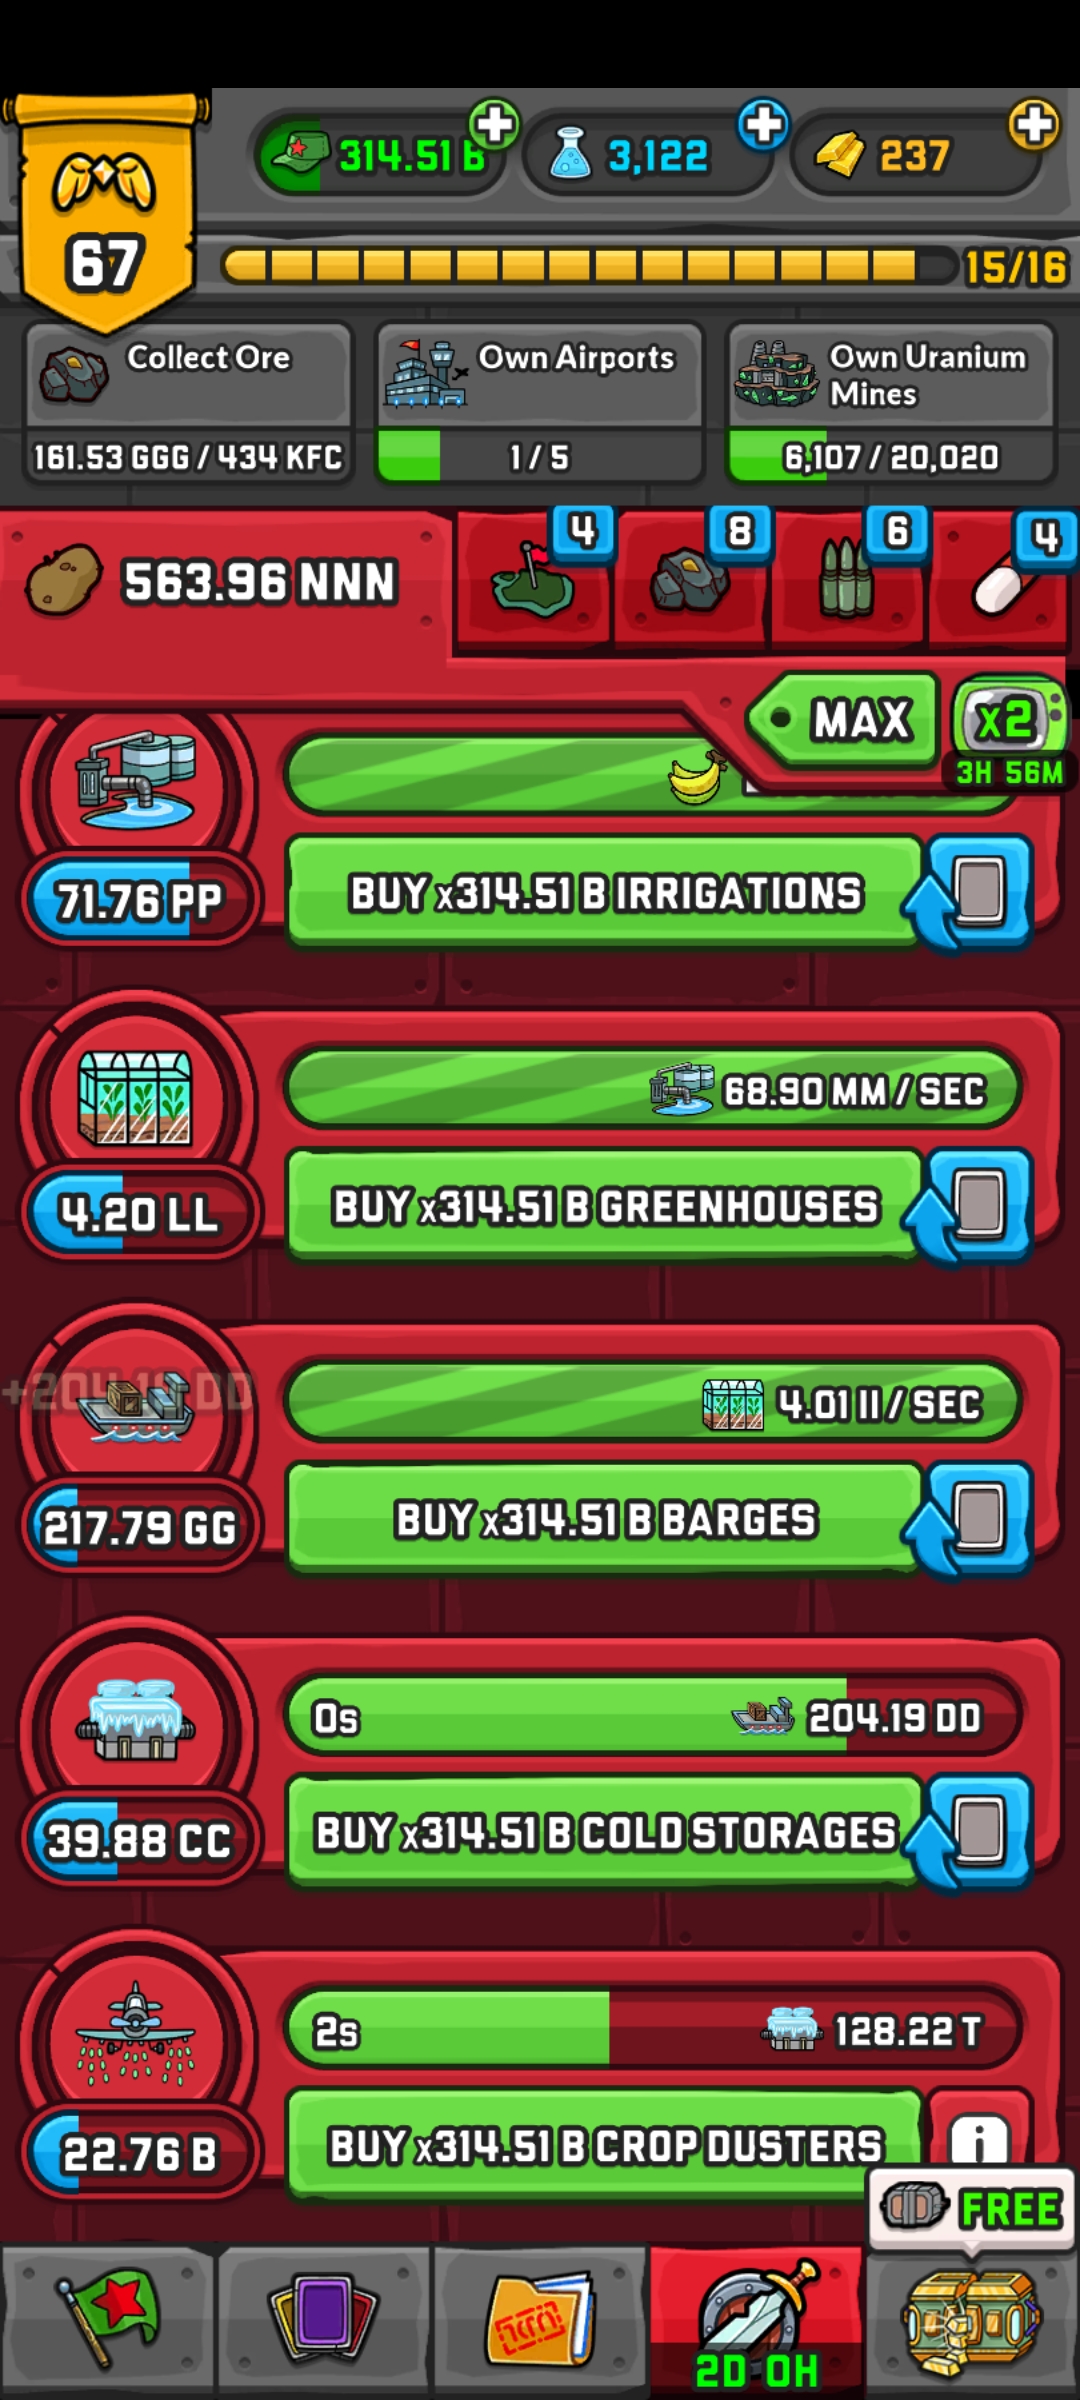 314.51 B
3,122
237
67
15/16
Collect Ore
161.53 GGG / 434 KFC
Own Airports
1 / 5
Own Uranium
Mines
6,107 / 20,020
563.96 NNN
4
8
6
4
MAX
x2
3H 56M
71.76 PP
BUY x314.51 B IRRIGATIONS
68.90 MM / SEC
4.20 LL
BUY x314.51 B GREENHOUSES
+204.19 DD
4.01 II / SEC
217.79 GG
BUY x314.51 B BARGES
0s
204.19 DD
39.88 CC
BUY x314.51 B COLD STORAGES
2s
128.22 T
22.76 B
BUY x314.51 B CROP DUSTERS
i
FREE
2D 0H